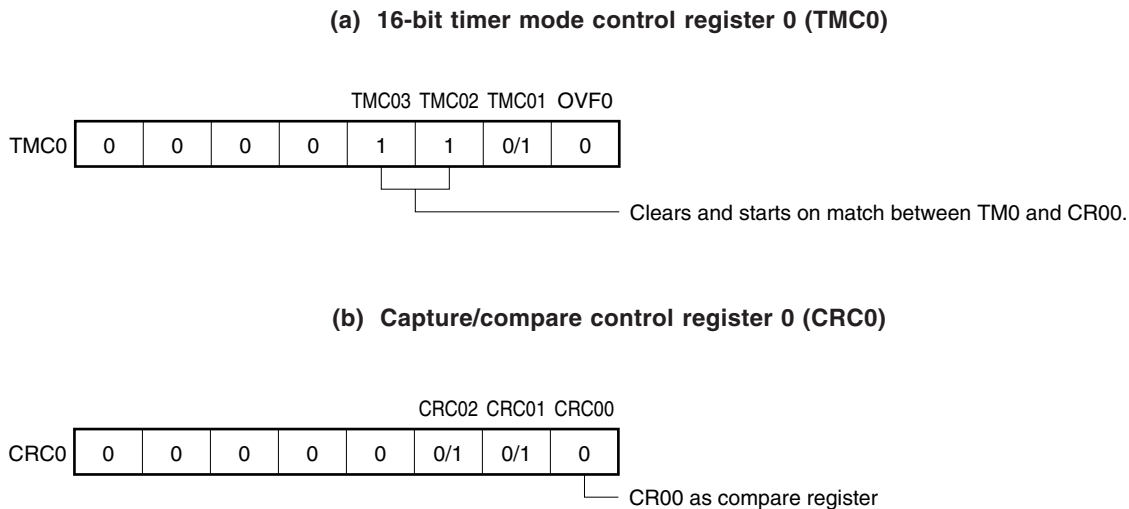 (a) 16-bit timer mode control register 0 (TMC0)
TMC03 TMC02 TMC01 OVF0
TMC0 0 0 0 0 1 1 0/1 0
Clears and starts on match between TM0 and CR00.
(b) Capture/compare control register 0 (CRC0)
CRC02 CRC01 CRC00
CRC0 0 0 0 0 0 0/1 0/1 0
CR00 as compare register